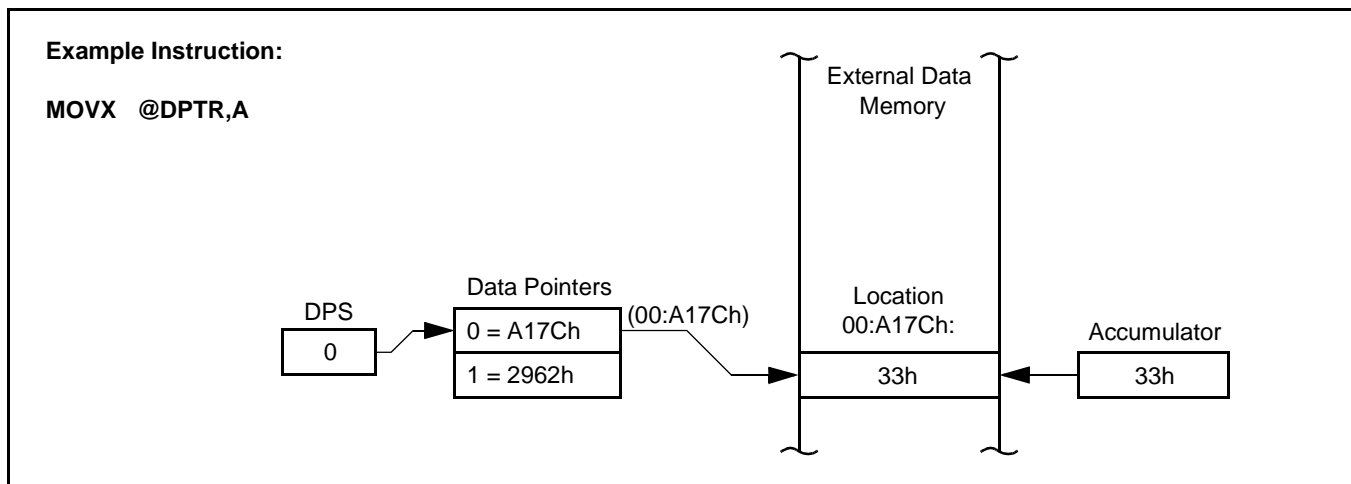 Example Instruction:
MOVX @DPTR,A
External Data
Memory
Data Pointers
DPS
0
0 = A17Ch
1 = 2962h
(00:A17Ch)
Location
00:A17Ch:
33h
Accumulator
33h